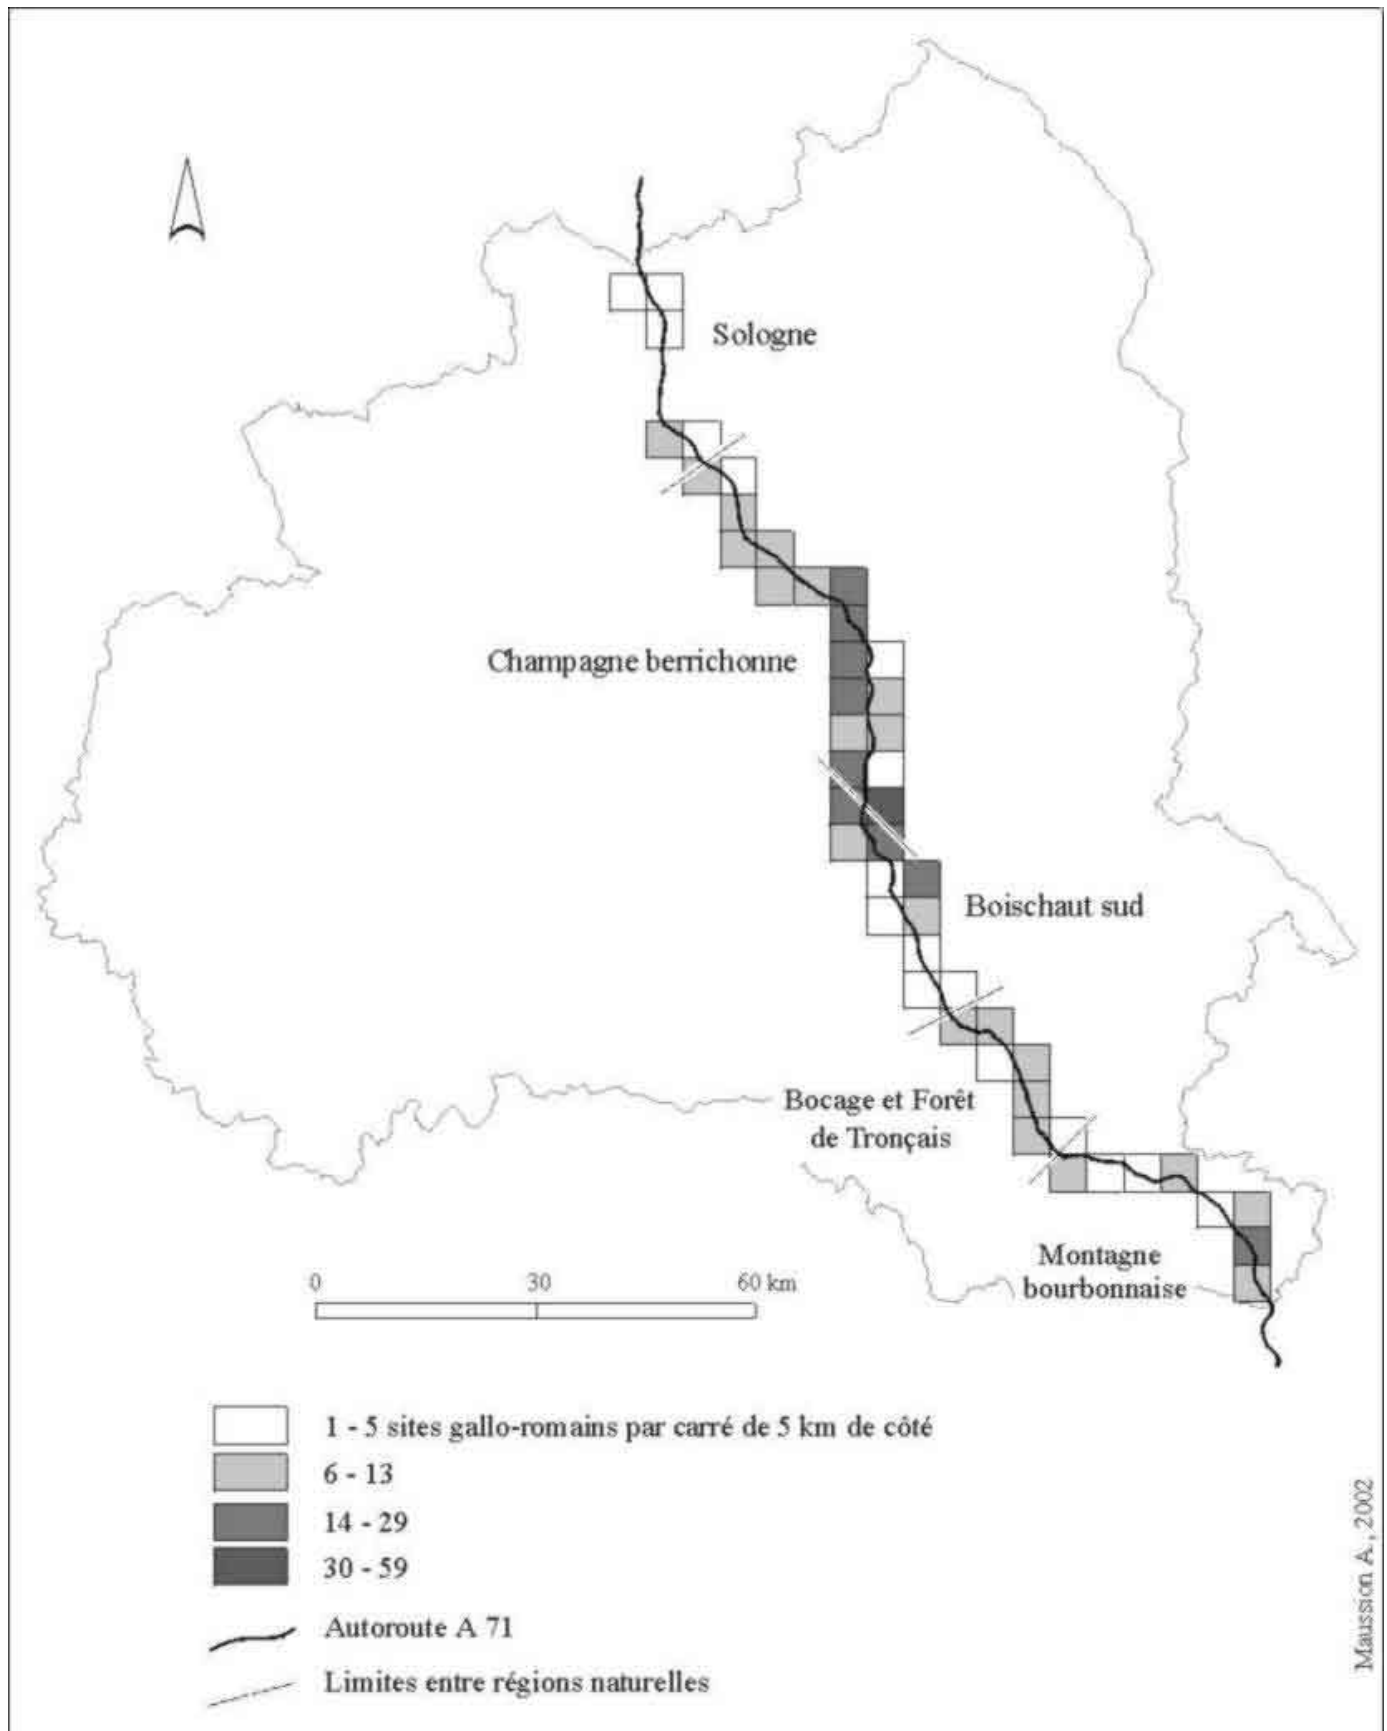 Sologne
Champagne berrichonne
Boischaut sud
Bocage et Forêt
de Tronçais
Montagne
bourbonnaise
0 30 60 km
1 - 5 sites gallo-romains par carré de 5 km de côté
6 - 13
14 - 29
30 - 59
Autoroute A 71
Limites entre régions naturelles
Maussion A., 2002